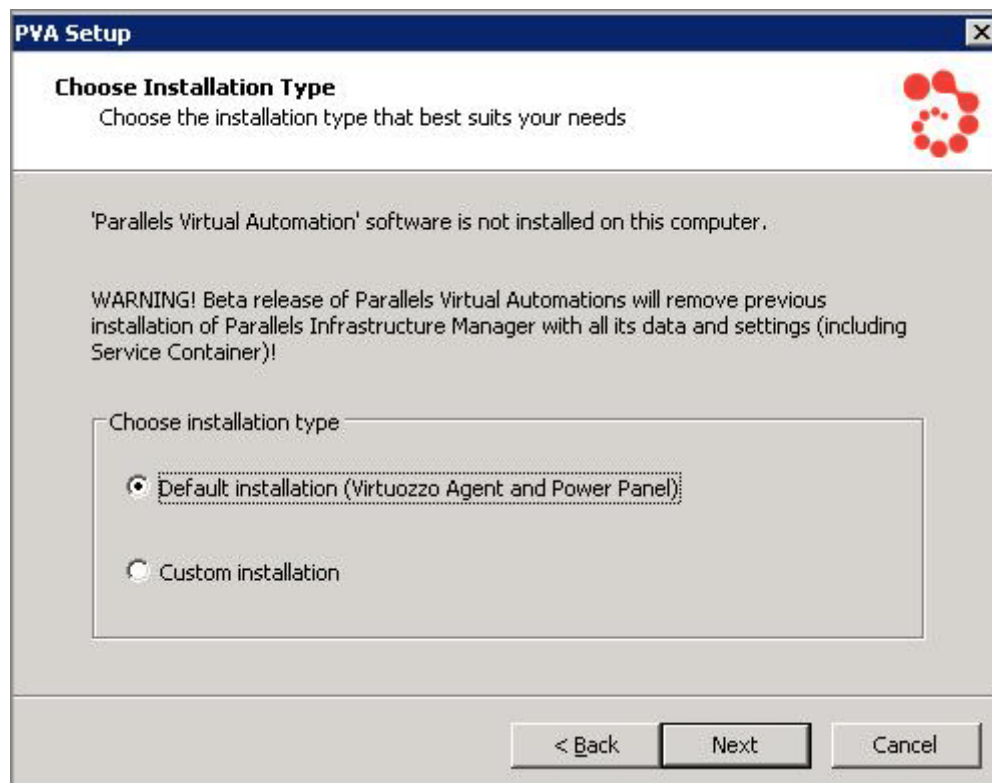 PVA Setup
Choose Installation Type
Choose the installation type that best suits your needs
'Parallels Virtual Automation' software is not installed on this computer.
WARNING! Beta release of Parallels Virtual Automations will remove previous
installation of Parallels Infrastructure Manager with all its data and settings (including
Service Container)!
Choose installation type
Default installation (Virtuozzo Agent and Power Panel)
Custom installation
< Back
Next
Cancel